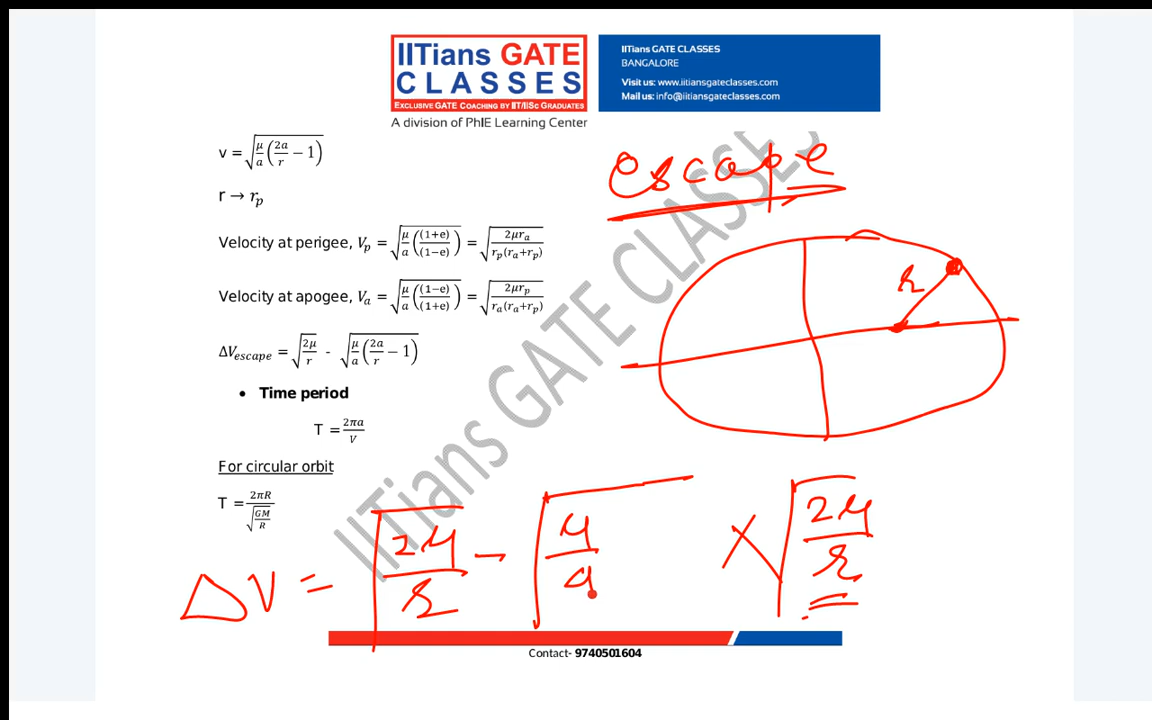 IITians GATE
CLASSES
EXCLUSIVE GATE COACHING BY IIT/IISc GRADUATES
A division of PhIE Learning Center
IITians GATE CLASSES
BANGALORE
Visit us: www.iitiansgateclasses.com
Mail us: info@iitiansgateclasses.com
v = √(μ/a (2a/r − 1))
r → r_p
Velocity at perigee, V_p = √(μ/a ((1+e)/(1−e))) = √(2μr_a / r_p(r_a+r_p))
Velocity at apogee, V_a = √(μ/a ((1−e)/(1+e))) = √(2μr_p / r_a(r_a+r_p))
ΔV_escape = √(2μ/r) - √(μ/a (2a/r − 1))
• Time period
T = 2πa/V
For circular orbit
T = 2πR / √(GM/R)
escape
r
ΔV = √(2μ/r) − √(μ/a
× √(2μ/r)
IITians GATE CLASSES
Contact- 9740501604